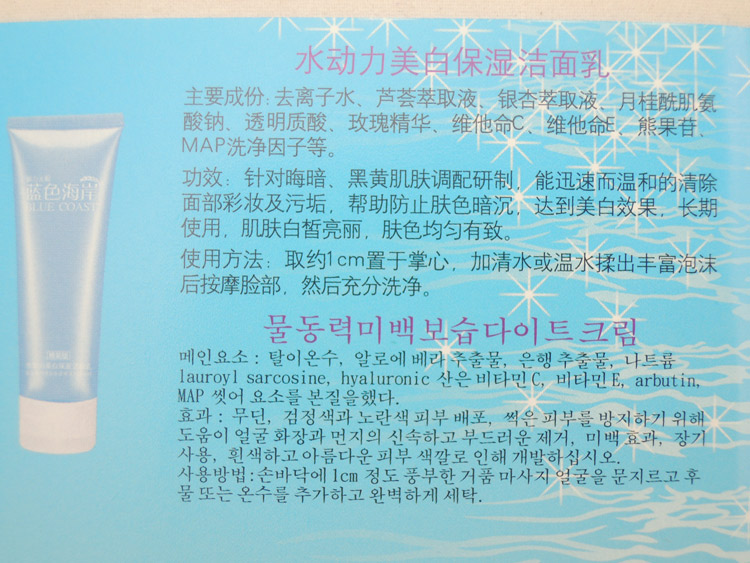 水动力美白保湿洁面乳
主要成份:去离子水、芦荟萃取液、银杏萃取液、月桂酰肌氨
酸钠、透明质酸、玫瑰精华、维他命C、维他命E、熊果苷、
MAP洗净因子等。
功效:针对晦暗、黑黄肌肤调配研制,能迅速而温和的清除
面部彩妆及污垢,帮助防止肤色暗沉,达到美白效果,长期
使用,肌肤白皙亮丽,肤色均匀有致。
使用方法:取约1cm置于掌心,加清水或温水揉出丰富泡沫
后按摩脸部,然后充分洗净。
蓝色海岸
BLUE COAST
물동력미백보습다이트크림
메인요소 : 탈이온수, 알로에 베라 추출물, 은행 추출물, 나트륨
lauroyl sarcosine, hyaluronic 산은 비타민 C, 비타민 E, arbutin,
MAP 씻어 요소를 본질을했다.
효과 : 무딘, 검정색과 노란색 피부 배포, 썩은 피부를 방지하기 위해
도움이 얼굴 화장과 먼지의 신속하고 부드러운 제거, 미백 효과, 장기
사용, 흰색하고 아름다운 피부 색깔로 인해 개발하십시오.
사용방법:손바닥에 1cm 정도 풍부한 거품 마사지 얼굴을 문지르고 후
물 또는 온수를 추가하고 완벽하게 세탁.